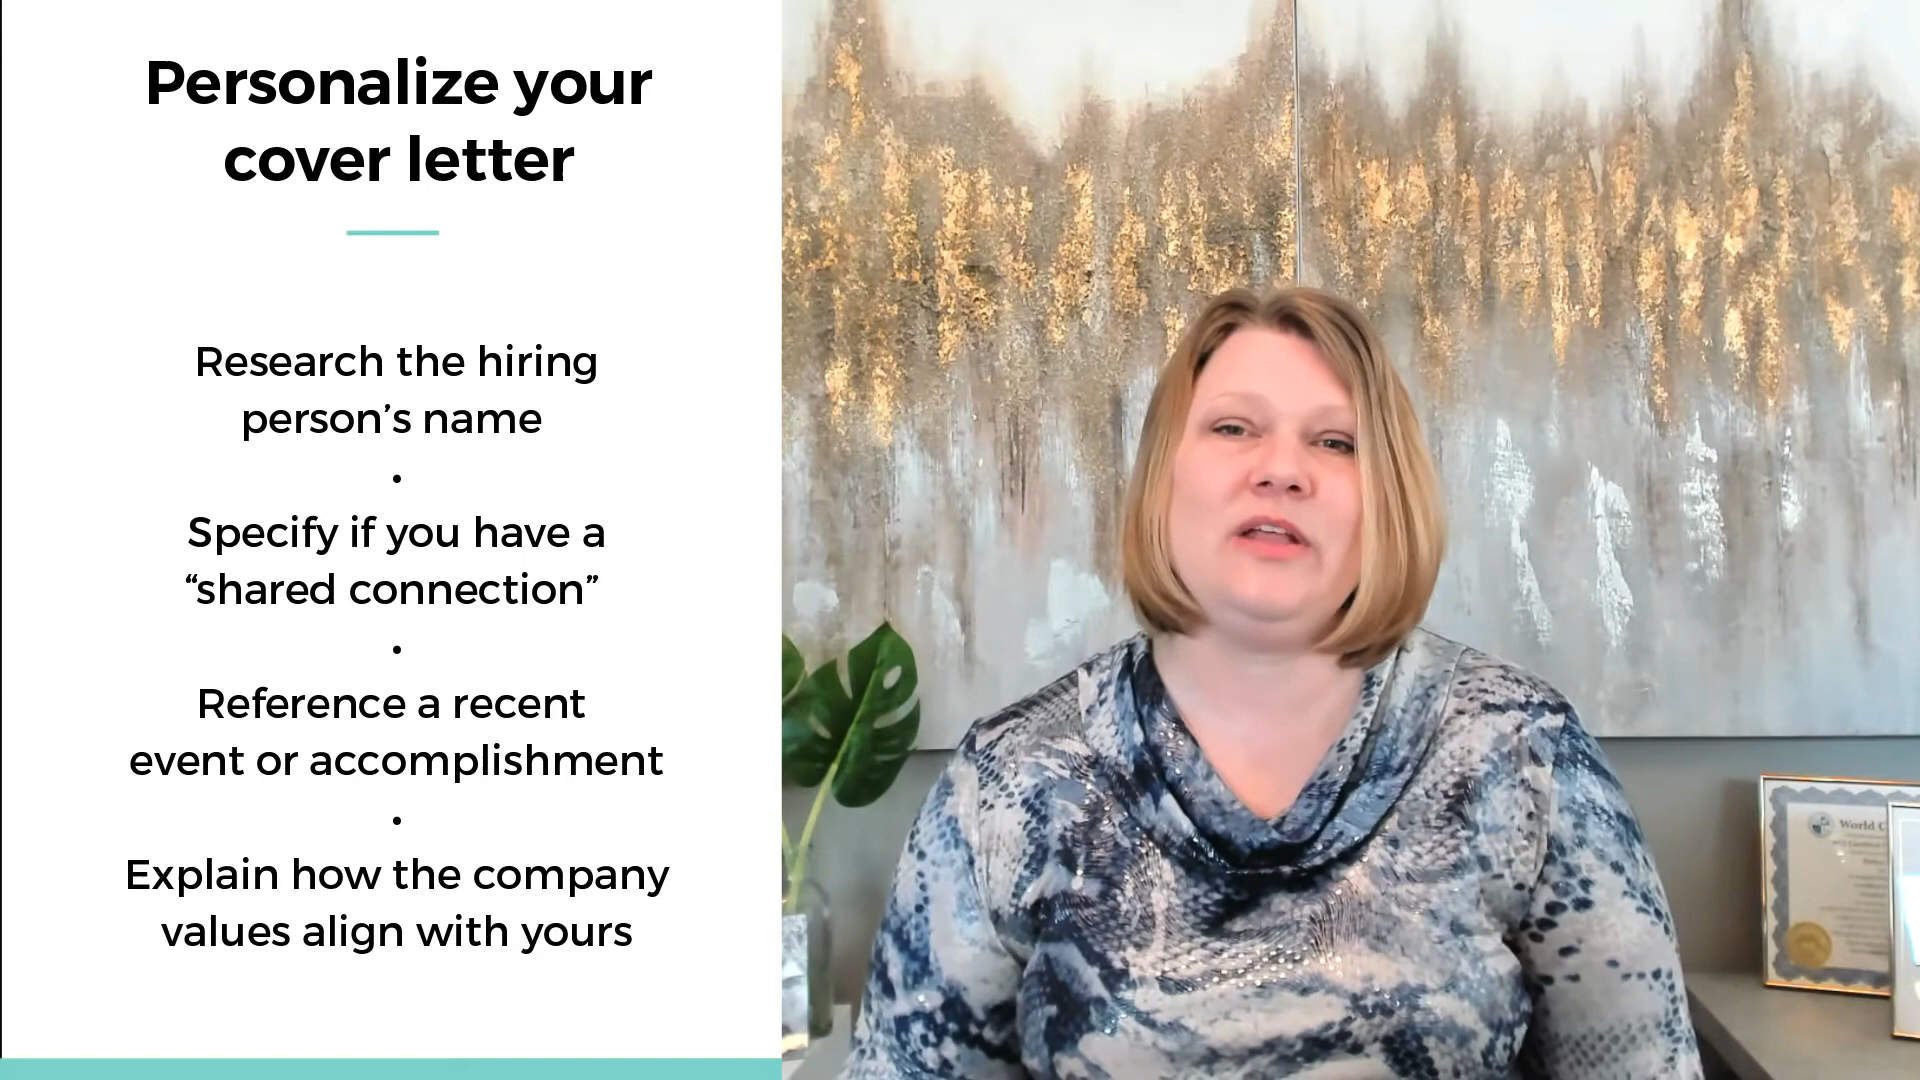 Personalize your
cover letter
Research the hiring
person’s name
•
Specify if you have a
“shared connection”
•
Reference a recent
event or accomplishment
•
Explain how the company
values align with yours
World C